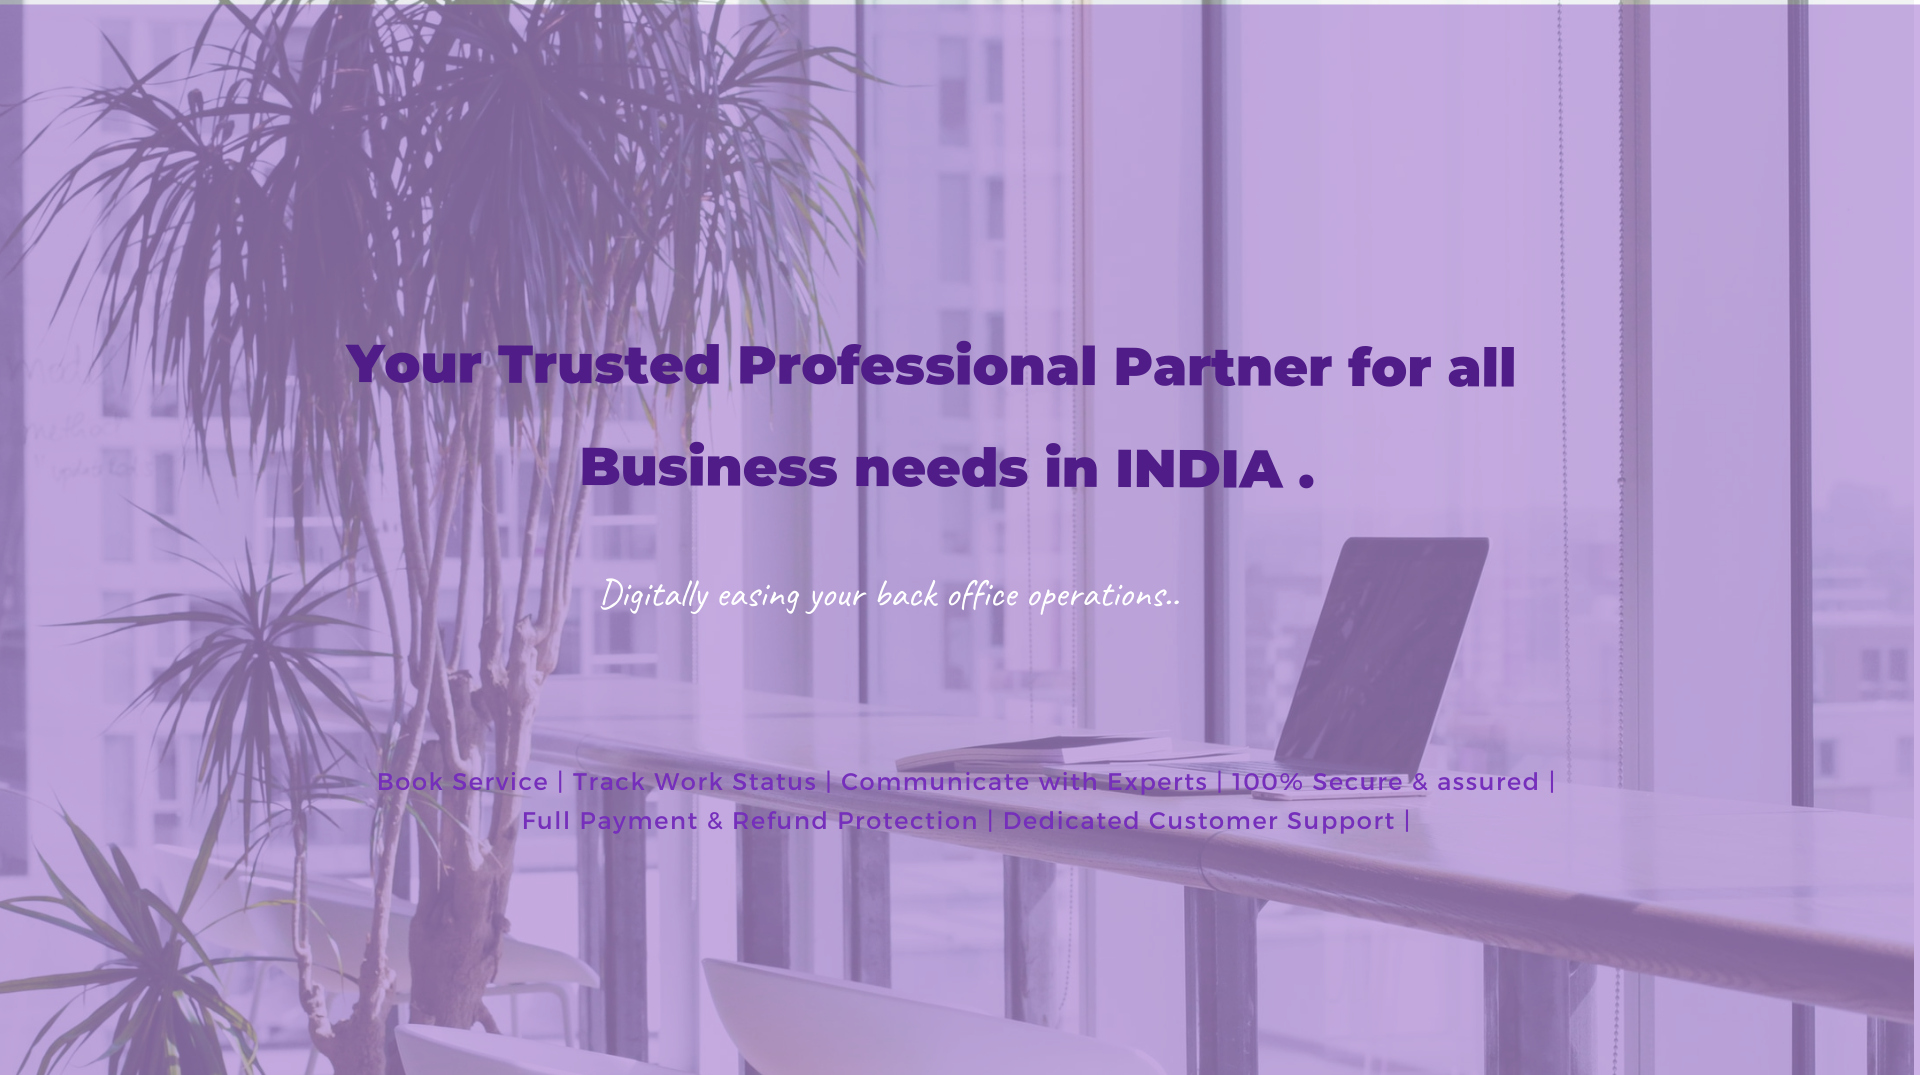 Your Trusted Professional Partner for all
Business needs in INDIA .
Digitally easing your back office operations..
Book Service | Track Work Status | Communicate with Experts | 100% Secure & assured |
Full Payment & Refund Protection | Dedicated Customer Support |